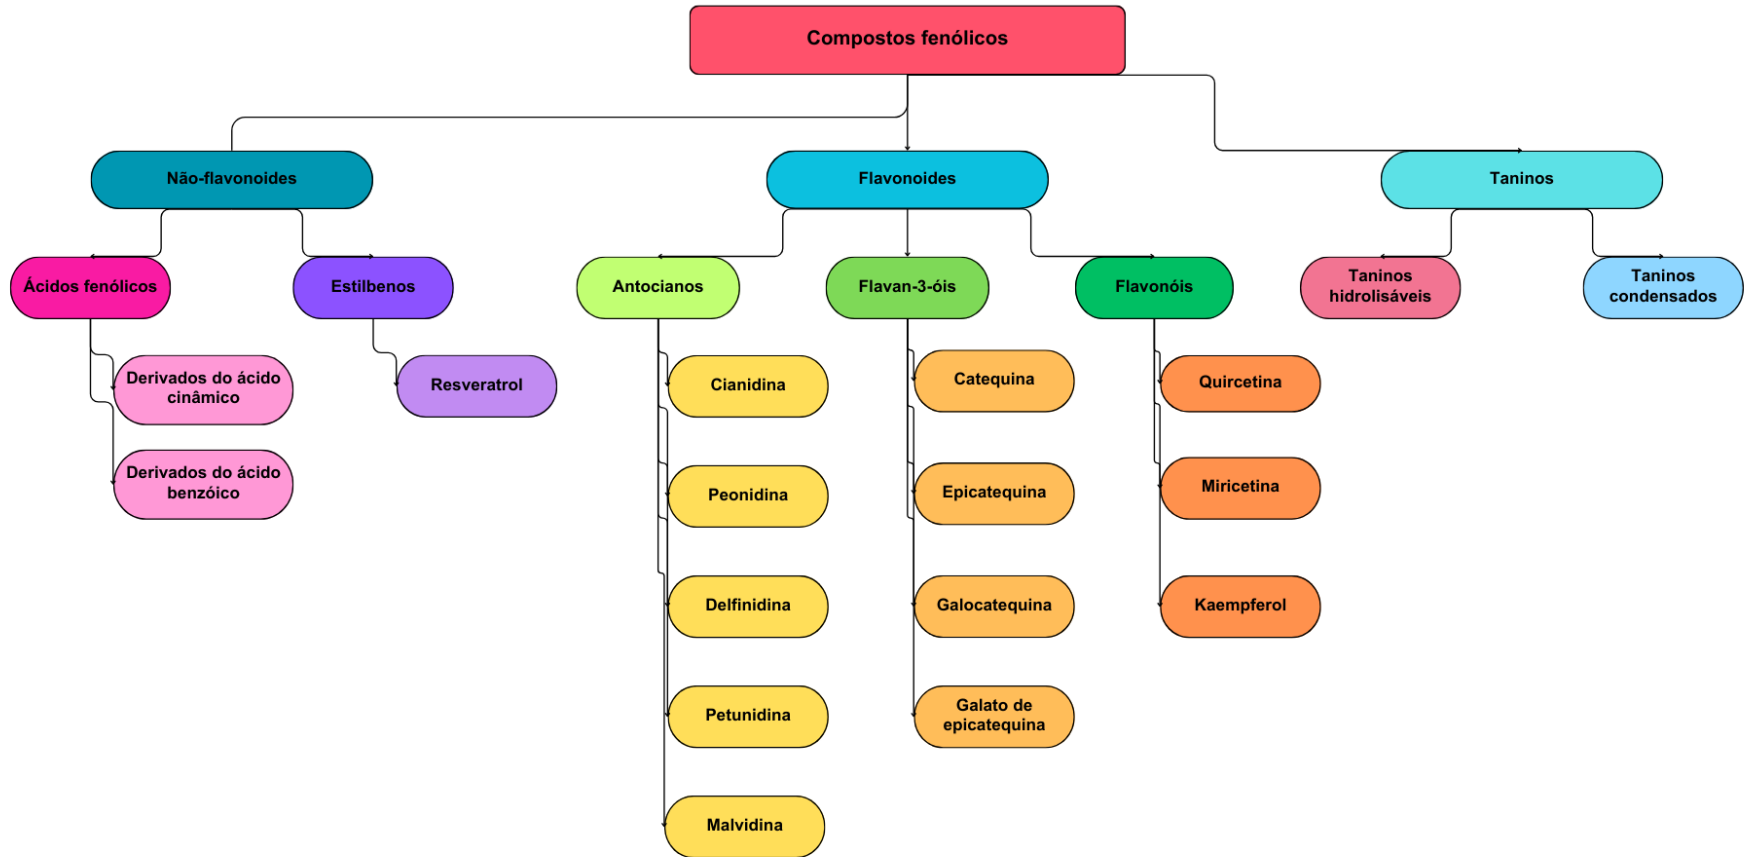 Compostos fenólicos
Não-flavonoides
Flavonoides
Taninos
Ácidos fenólicos
Estilbenos
Antocianos
Flavan-3-óis
Flavonóis
Taninos
hidrolisáveis
Taninos
condensados
Derivados do ácido
cinâmico
Derivados do ácido
benzóico
Resveratrol
Cianidina
Peonidina
Delfinidina
Petunidina
Malvidina
Catequina
Epicatequina
Galocatequina
Galato de
epicatequina
Quircetina
Miricetina
Kaempferol